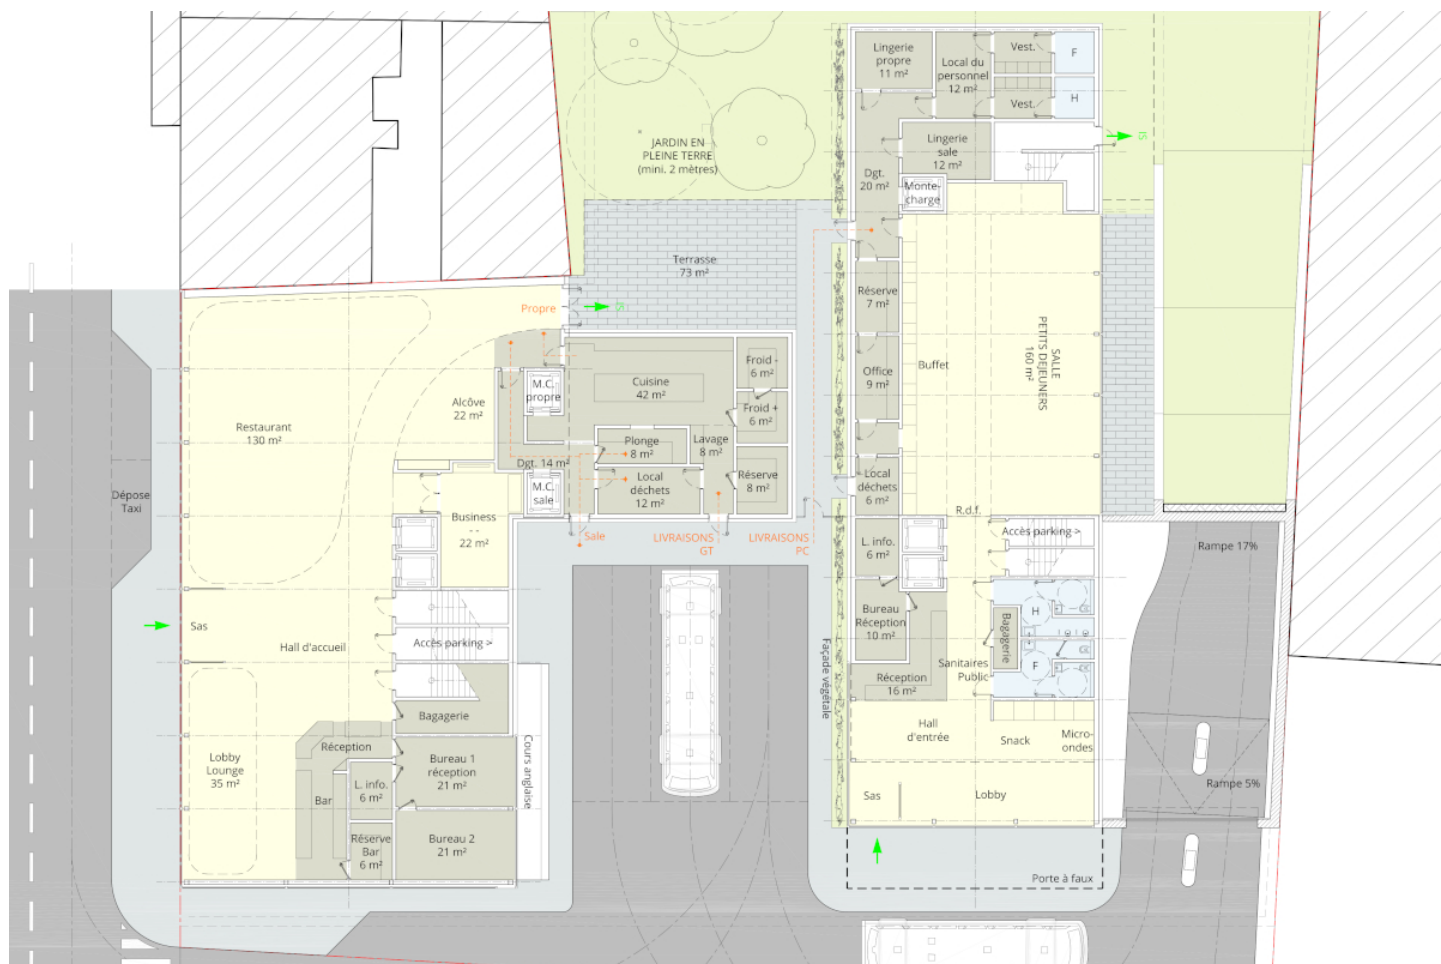 Lingerie
propre
11 m²
Local du
personnel
12 m²
Vest.
F
Vest.
H
Lingerie
sale
12 m²
IS
JARDIN EN
PLEINE TERRE
(mini. 2 mètres)
Dgt.
20 m²
Monte-
charge
Terrasse
73 m²
Propre
IS
Réserve
7 m²
SALLE
PETITS DEJEUNERS
160 m²
Buffet
Office
9 m²
Froid -
6 m²
Cuisine
42 m²
M.C.
propre
Froid +
6 m²
Alcôve
22 m²
Restaurant
130 m²
Plonge
8 m²
Lavage
8 m²
Dgt. 14 m²
M.C.
sale
Local
déchets
12 m²
Réserve
8 m²
Local
déchets
6 m²
Dépose
Taxi
Business
--
22 m²
Sale
LIVRAISONS
GT
LIVRAISONS
PC
R.d.f.
Accès parking >
L. info.
6 m²
Rampe 17%
Bureau
Réception
10 m²
H
Bagagerie
F
Sanitaires
Public
Sas
Hall d'accueil
Accès parking >
Façade végétale
Réception
16 m²
Bagagerie
Hall
d'entrée
Snack
Micro-
ondes
Réception
Lobby
Lounge
35 m²
Bureau 1
réception
21 m²
Cours anglaise
L. info.
6 m²
Bar
Rampe 5%
Sas
Lobby
Réserve
Bar
6 m²
Bureau 2
21 m²
Porte à faux